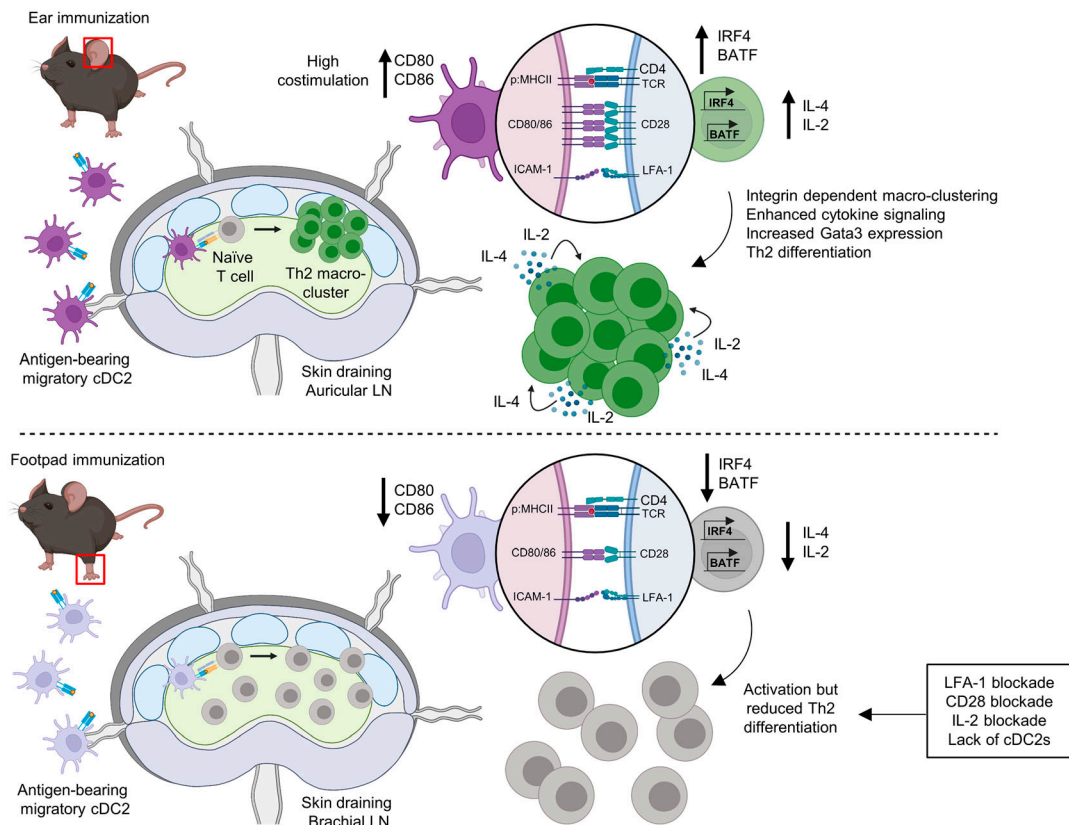 Ear immunization
High
costimulation
CD80
CD86
p:MHCII
CD4
TCR
CD80/86
CD28
ICAM-1
LFA-1
IRF4
BATF
IRF4
BATF
IL-4
IL-2
Naïve
T cell
Th2 macro-
cluster
Antigen-bearing
migratory cDC2
Skin draining
Auricular LN
Integrin dependent macro-clustering
Enhanced cytokine signaling
Increased Gata3 expression
Th2 differentiation
IL-2
IL-4
IL-2
IL-4
IL-4
IL-2
Footpad immunization
CD80
CD86
p:MHCII
CD4
TCR
CD80/86
CD28
ICAM-1
LFA-1
IRF4
BATF
IRF4
BATF
IL-4
IL-2
Antigen-bearing
migratory cDC2
Skin draining
Brachial LN
Activation but
reduced Th2
differentiation
LFA-1 blockade
CD28 blockade
IL-2 blockade
Lack of cDC2s